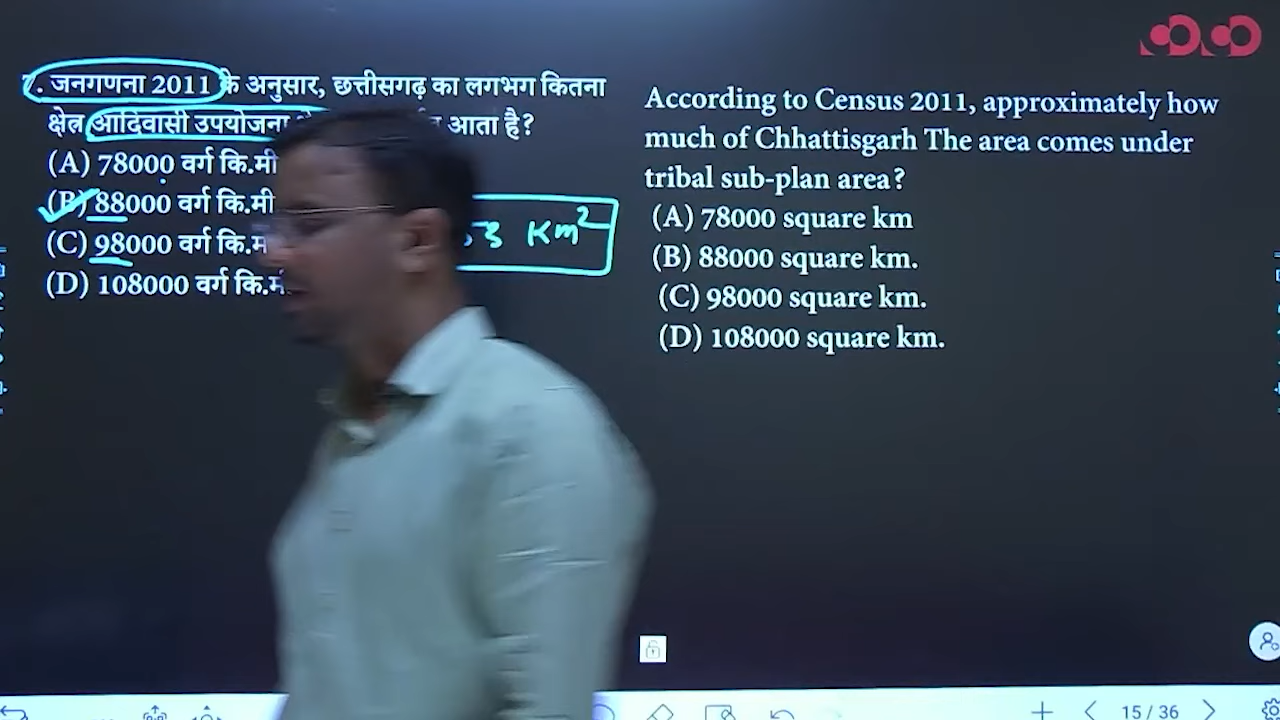 7. जनगणना 2011 के अनुसार, छत्तीसगढ़ का लगभग कितना
क्षेत्र आदिवासी उपयोजना आता है?
(A) 78000 वर्ग कि.मी
(B) 88000 वर्ग कि.मी
(C) 98000 वर्ग
(D) 108000 वर्ग
53 Km²
According to Census 2011, approximately how
much of Chhattisgarh The area comes under
tribal sub-plan area?
(A) 78000 square km
(B) 88000 square km.
(C) 98000 square km.
(D) 108000 square km.
15 / 36